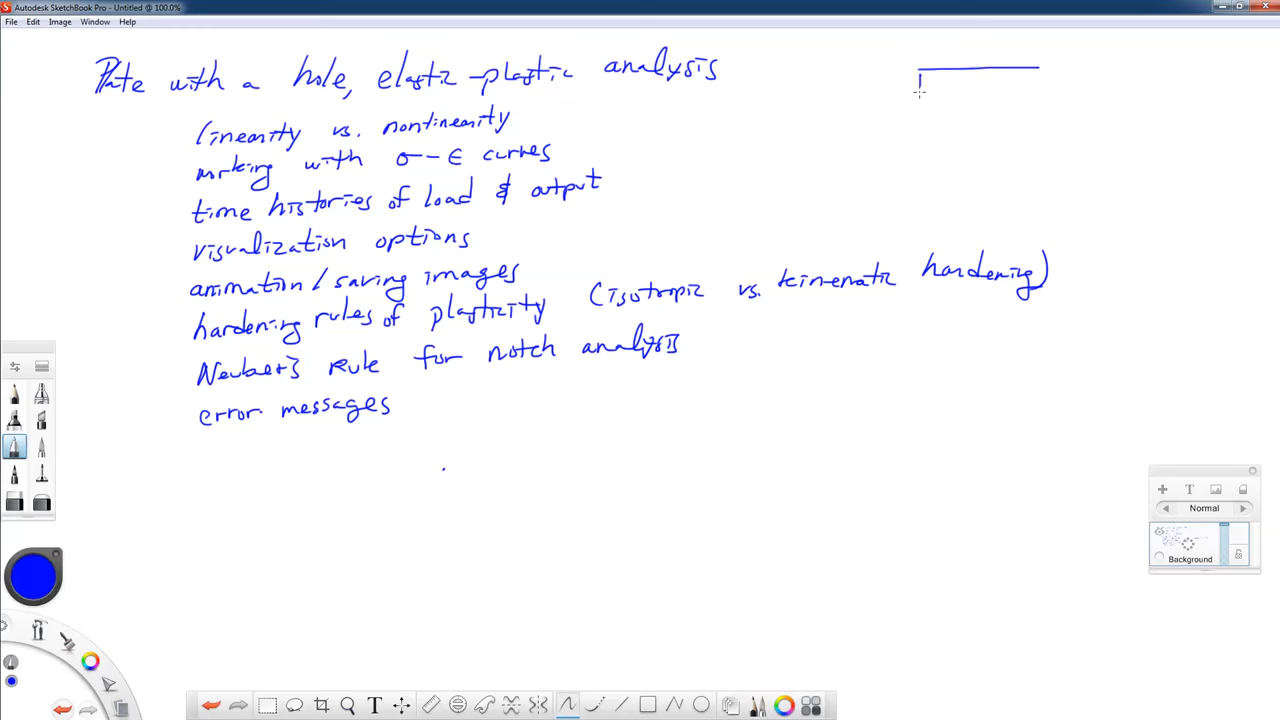 Autodesk SketchBook Pro - Untitled @ 100.0%
File Edit Image Window Help
Plate with a hole, elastic-plastic analysis
linearity vs. nonlinearity
working with σ-ε curves
time histories of load & output
visualization options
animation/saving images
hardening rules of plasticity (isotropic vs. kinematic hardening)
Neuber's Rule for notch analysis
error messages
Normal
Background